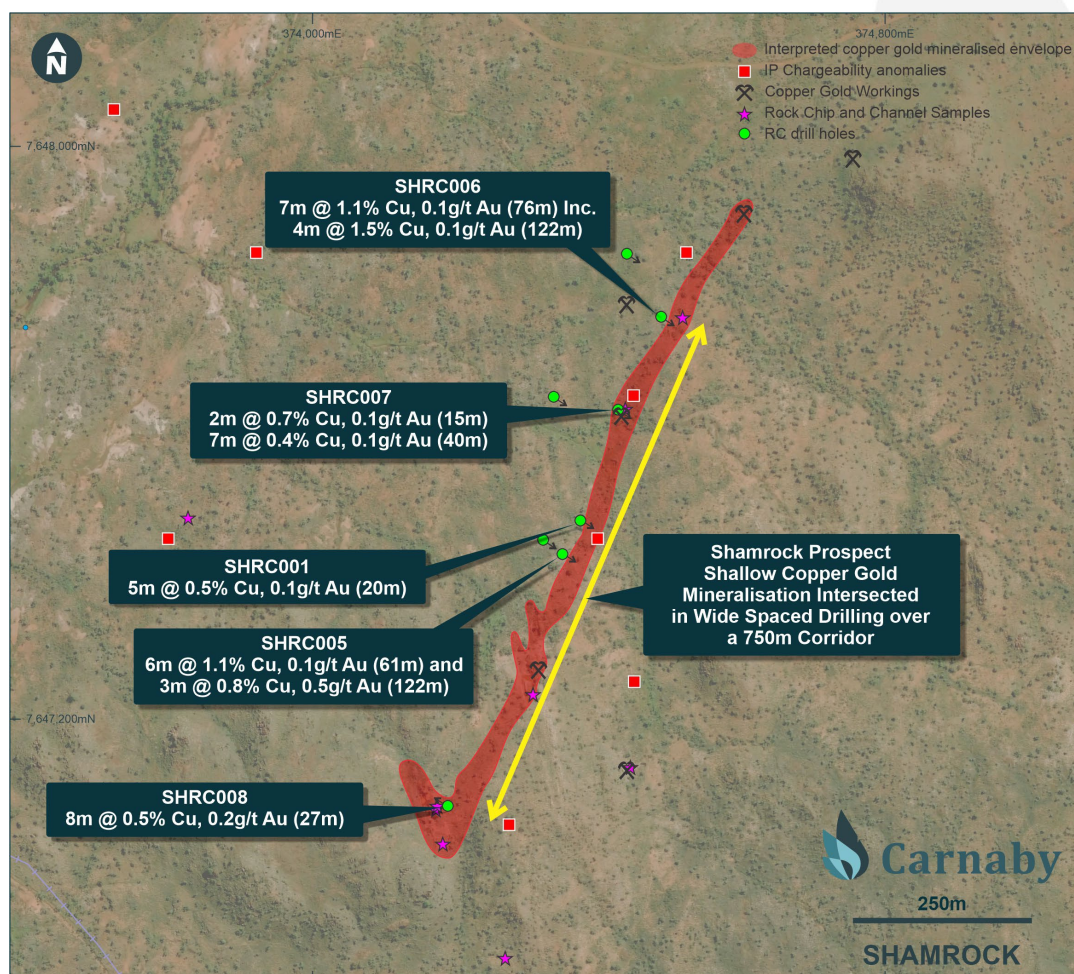 374,000mE
374,800mE
N
Interpreted copper gold mineralised envelope
IP Chargeability anomalies
Copper Gold Workings
Rock Chip and Channel Samples
RC drill holes
7,648,000mN
SHRC006
7m @ 1.1% Cu, 0.1g/t Au (76m) Inc.
4m @ 1.5% Cu, 0.1g/t Au (122m)
SHRC007
2m @ 0.7% Cu, 0.1g/t Au (15m)
7m @ 0.4% Cu, 0.1g/t Au (40m)
SHRC001
5m @ 0.5% Cu, 0.1g/t Au (20m)
Shamrock Prospect
Shallow Copper Gold
Mineralisation Intersected
in Wide Spaced Drilling over
a 750m Corridor
SHRC005
6m @ 1.1% Cu, 0.1g/t Au (61m) and
3m @ 0.8% Cu, 0.5g/t Au (122m)
7,647,200mN
SHRC008
8m @ 0.5% Cu, 0.2g/t Au (27m)
Carnaby
250m
SHAMROCK